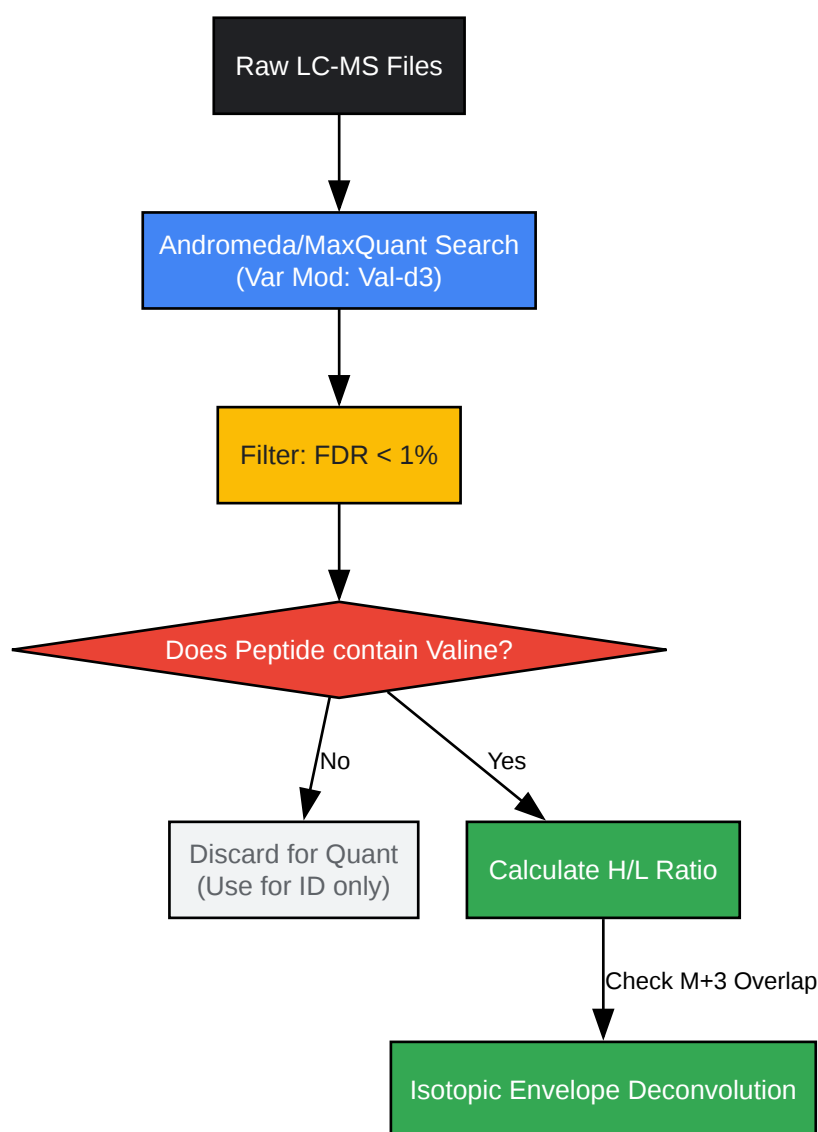 Raw LC-MS Files
Andromeda/MaxQuant Search
(Var Mod: Val-d3)
Filter: FDR < 1%
Does Peptide contain Valine?
No
Yes
Discard for Quant
(Use for ID only)
Calculate H/L Ratio
Check M+3 Overlap
Isotopic Envelope Deconvolution